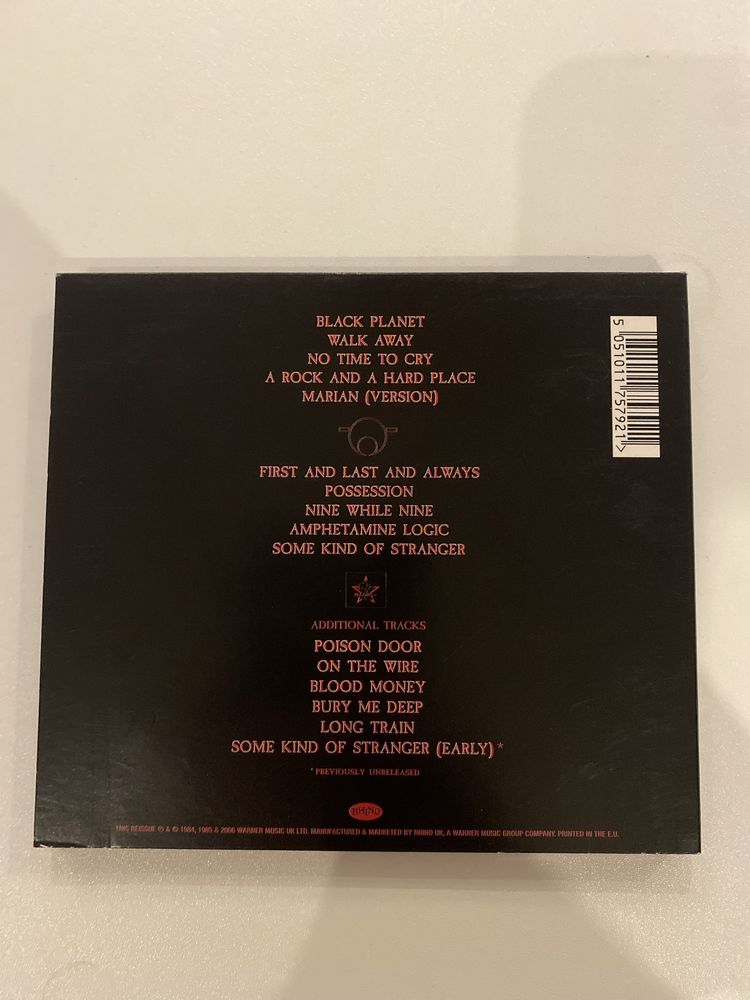 BLACK PLANET
WALK AWAY
NO TIME TO CRY
A ROCK AND A HARD PLACE
MARIAN (VERSION)
FIRST AND LAST AND ALWAYS
POSSESSION
NINE WHILE NINE
AMPHETAMINE LOGIC
SOME KIND OF STRANGER
ADDITIONAL TRACKS
POISON DOOR
ON THE WIRE
BLOOD MONEY
BURY ME DEEP
LONG TRAIN
SOME KIND OF STRANGER (EARLY) *
* PREVIOUSLY UNRELEASED
RHINO
THIS REISSUE ℗ & © 1984, 1985 & 2006 WARNER MUSIC UK LTD. MANUFACTURED & MARKETED BY RHINO UK, A WARNER MUSIC GROUP COMPANY. PRINTED IN THE E.U.
5 051011 757921 >